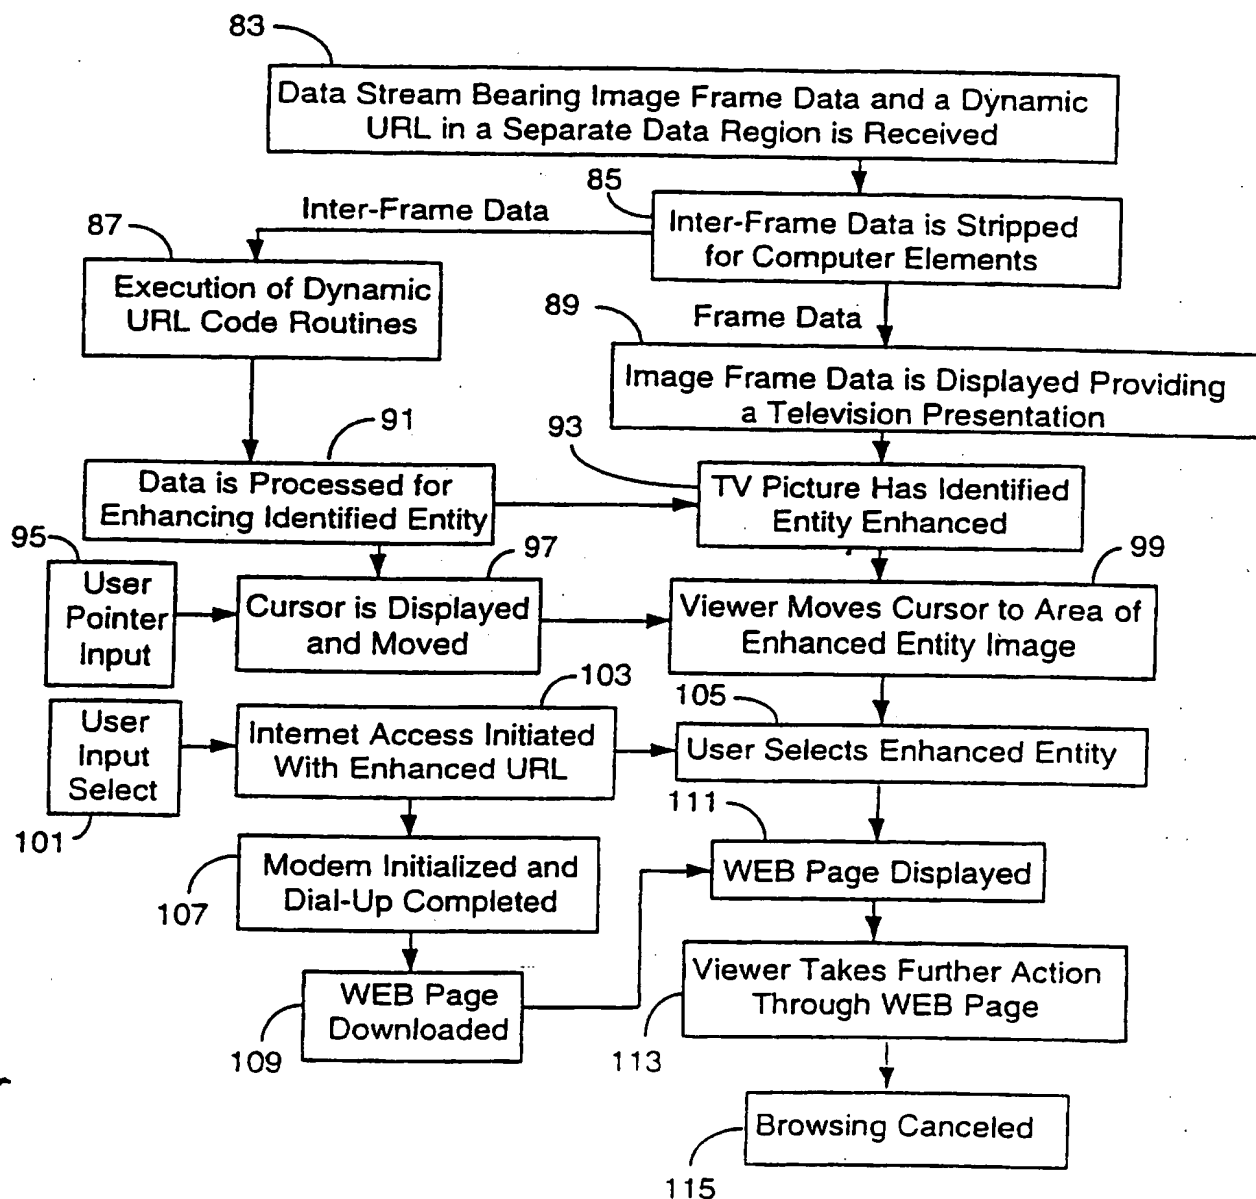 83
Data Stream Bearing Image Frame Data and a Dynamic
URL in a Separate Data Region is Received
85
Inter-Frame Data
Inter-Frame Data is Stripped
for Computer Elements
87
Execution of Dynamic
URL Code Routines
89
Frame Data
Image Frame Data is Displayed Providing
a Television Presentation
91
Data is Processed for
Enhancing Identified Entity
93
TV Picture Has Identified
Entity Enhanced
95
User
Pointer
Input
97
Cursor is Displayed
and Moved
99
Viewer Moves Cursor to Area of
Enhanced Entity Image
User
Input
Select
101
103
Internet Access Initiated
With Enhanced URL
105
User Selects Enhanced Entity
Modem Initialized and
Dial-Up Completed
107
111
WEB Page Displayed
WEB Page
Downloaded
109
Viewer Takes Further Action
Through WEB Page
113
Browsing Canceled
115